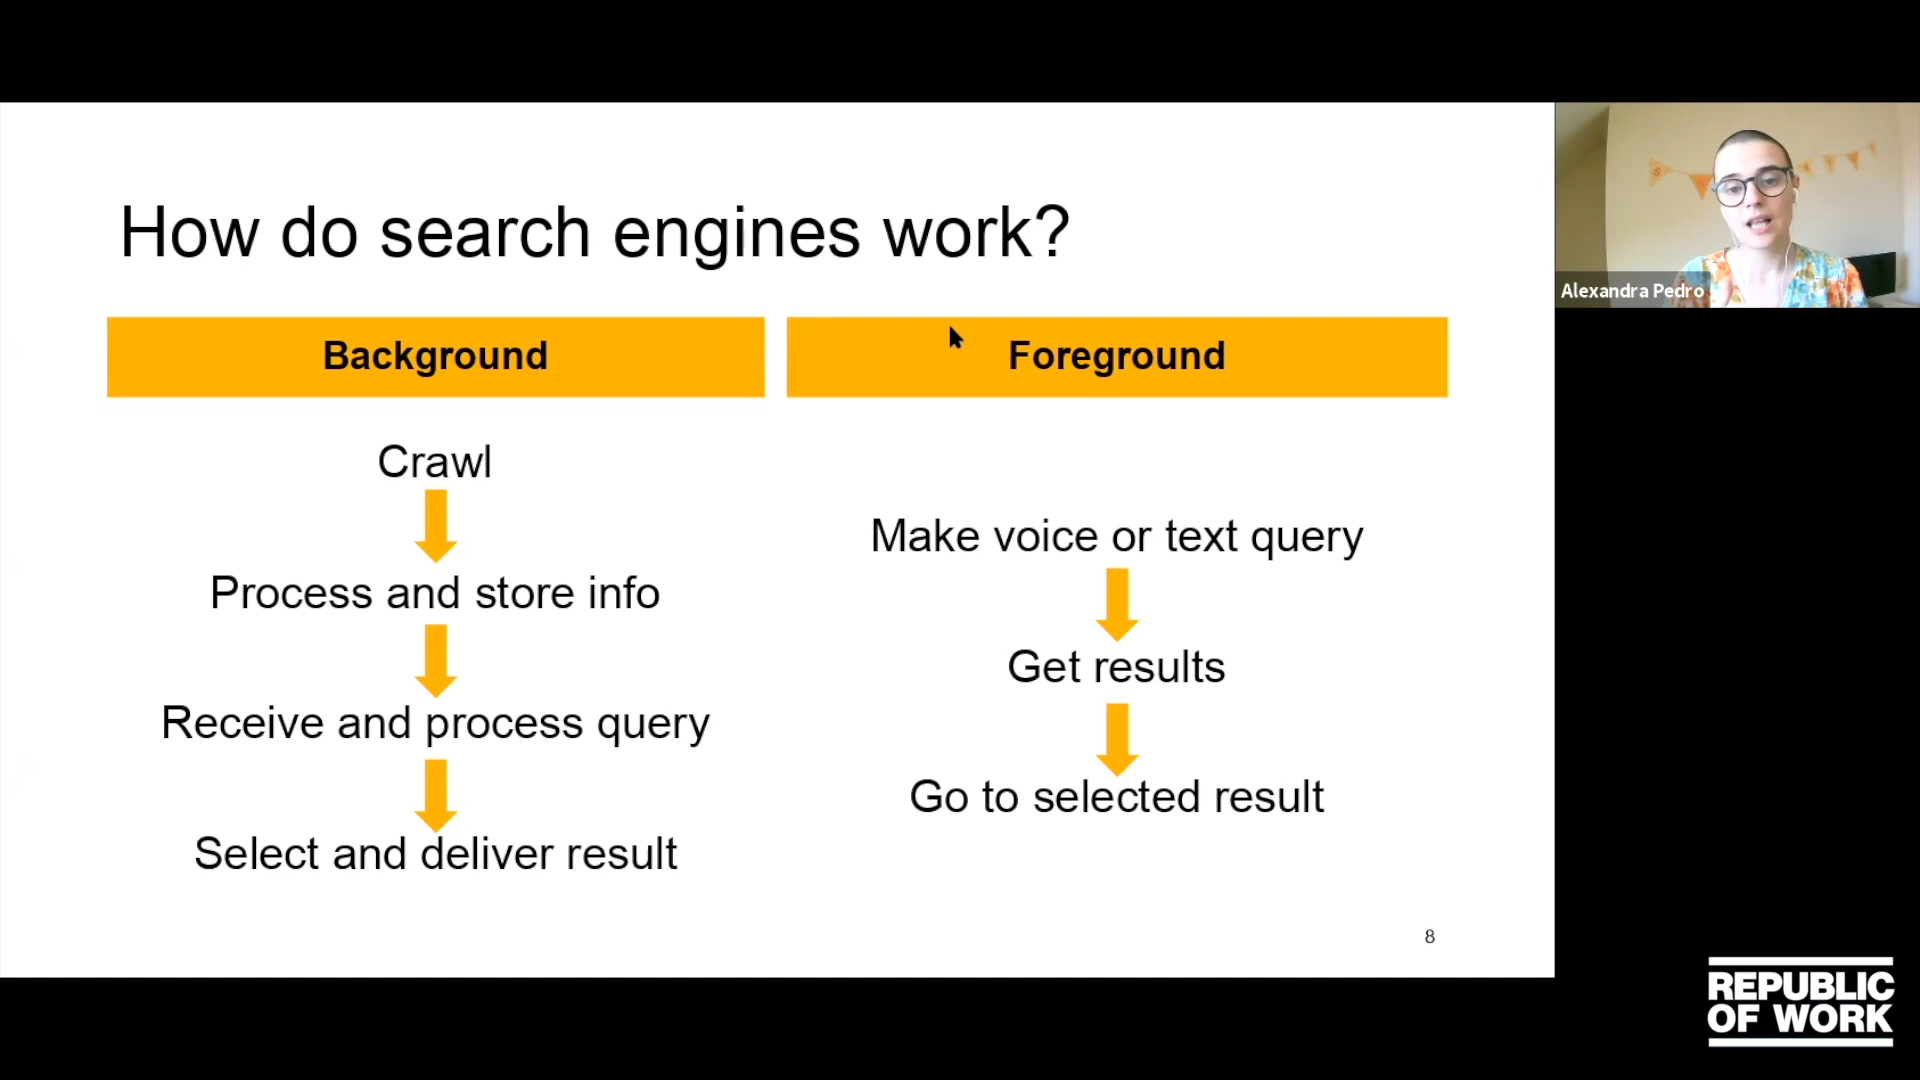 How do search engines work?
Background
Foreground
Crawl
Process and store info
Receive and process query
Select and deliver result
Make voice or text query
Get results
Go to selected result
8
Alexandra Pedro
REPUBLIC
OF WORK